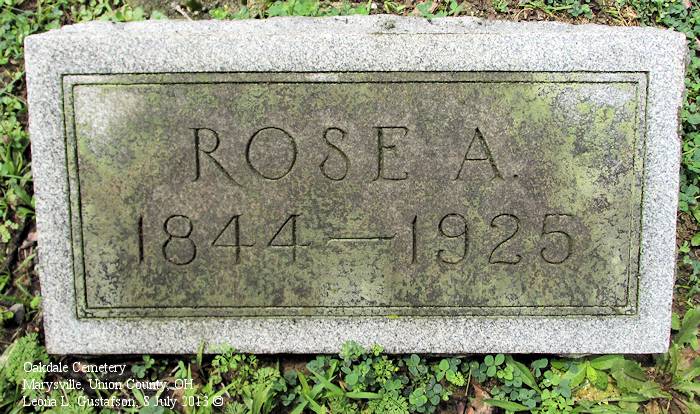 ROSE A.
1844—1925
Oakdale Cemetery
Marysville, Union County, OH
Leona L. Gustafson, 8 July 2013 ©